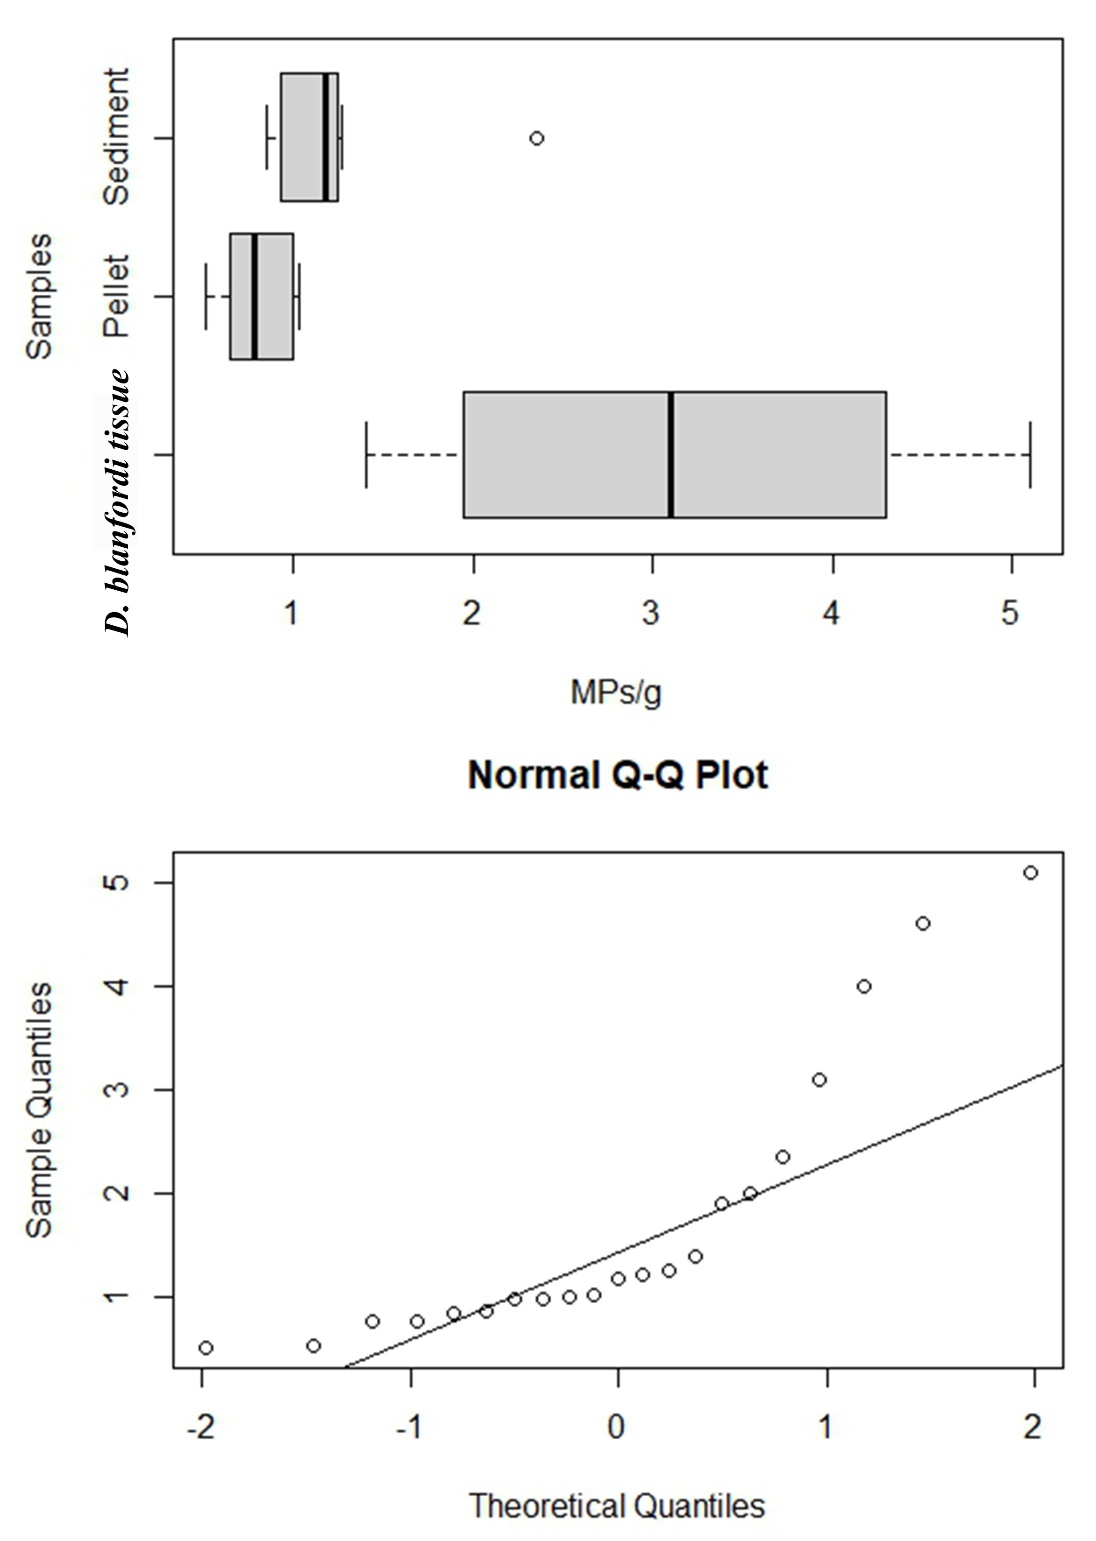 Samples
Sediment
Pellet
D. blanfordi tissue
1 2 3 4 5
MPs/g
Normal Q-Q Plot
Sample Quantiles
5
4
3
2
1
-2 -1 0 1 2
Theoretical Quantiles